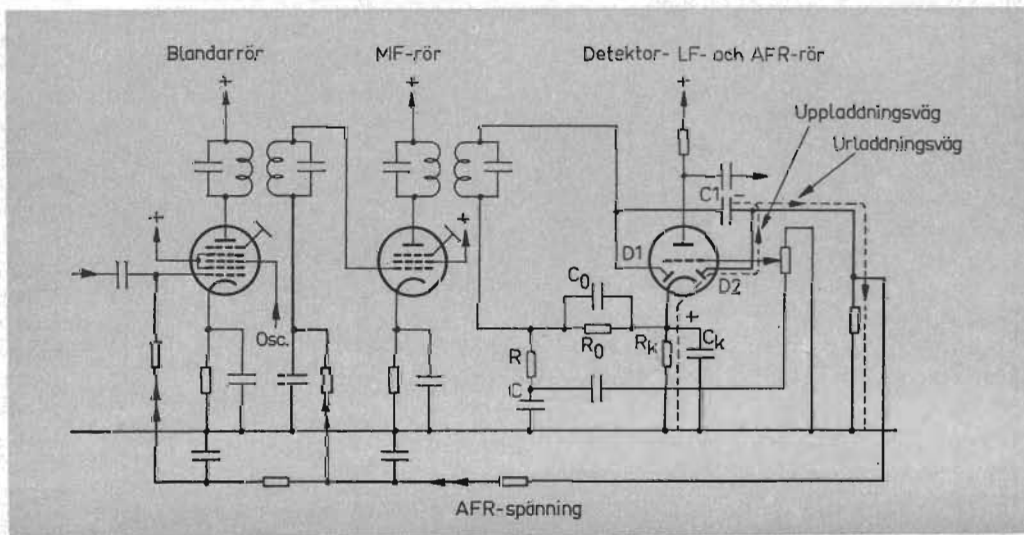 Blandarrör
MF-rör
Detektor- LF- och AFR-rör
Uppladdningsväg
Urladdningsväg
+
+
+
+
+
C1
−
D1
D2
Osc.
C₀
R₀
R
C
Rₖ
+
Cₖ
AFR-spänning